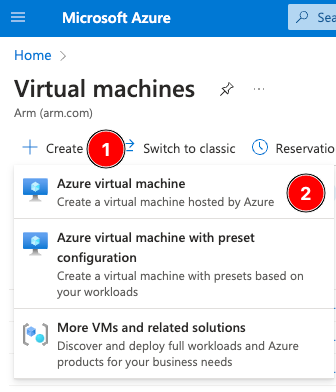 Microsoft Azure
Sea
Home
Virtual machines
Arm (arm.com)
Create
1
Switch to classic
Reservatio
Azure virtual machine
Create a virtual machine hosted by Azure
2
Azure virtual machine with preset
configuration
Create a virtual machine with presets based on
your workloads
More VMs and related solutions
Discover and deploy full workloads and Azure
products for your business needs